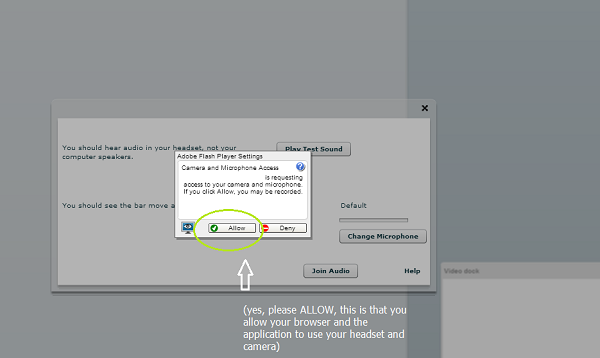 You should hear audio in your headset, not your
computer speakers.
Play Test Sound
Adobe Flash Player Settings
Camera and Microphone Access
is requesting
access to your camera and microphone.
If you click Allow, you may be recorded.
Allow
Deny
You should see the bar move a
Default
Change Microphone
Join Audio
Help
Video dock
(yes, please ALLOW, this is that you
allow your browser and the
application to use your headset and
camera)